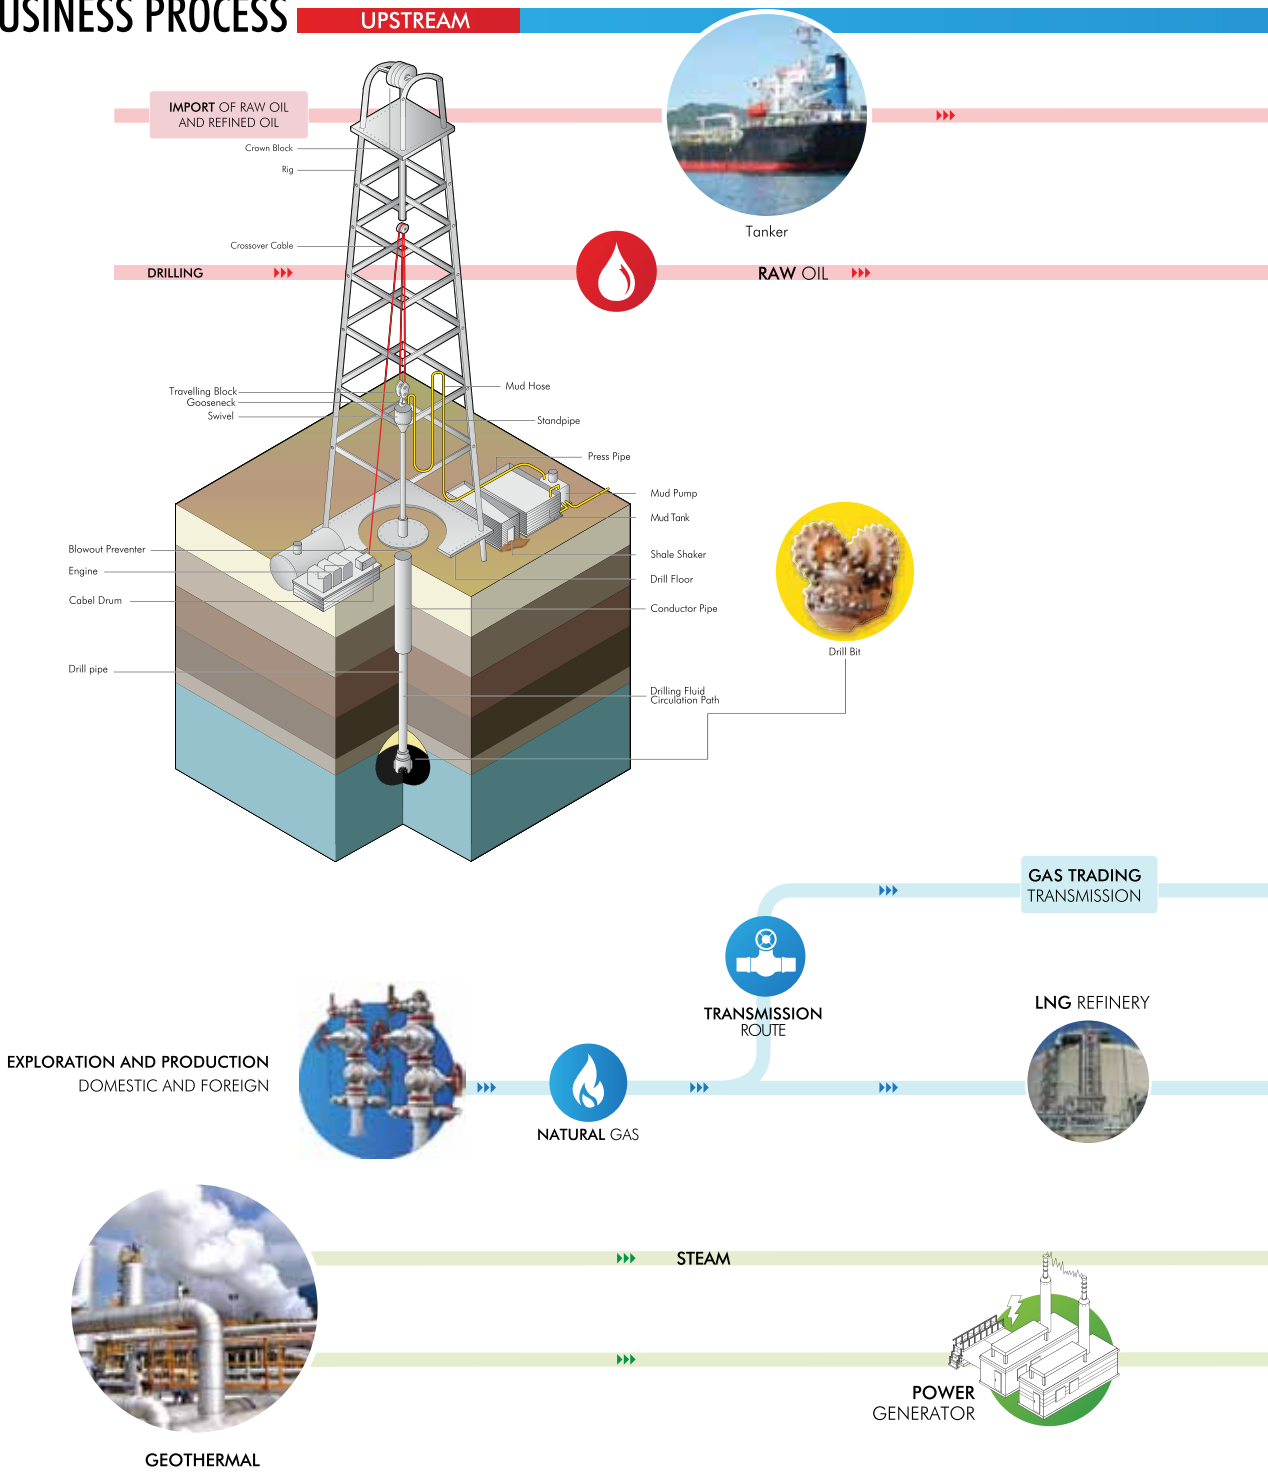 USINESS PROCESS
UPSTREAM
IMPORT OF RAW OIL
AND REFINED OIL
Crown Block
Rig
Tanker
Crossover Cable
DRILLING
RAW OIL
Travelling Block
Gooseneck
Swivel
Mud Hose
Standpipe
Press Pipe
Mud Pump
Mud Tank
Blowout Preventer
Engine
Cabel Drum
Shale Shaker
Drill Floor
Conductor Pipe
Drill Bit
Drill pipe
Drilling Fluid
Circulation Path
GAS TRADING
TRANSMISSION
TRANSMISSION
ROUTE
LNG REFINERY
EXPLORATION AND PRODUCTION
DOMESTIC AND FOREIGN
NATURAL GAS
STEAM
POWER
GENERATOR
GEOTHERMAL